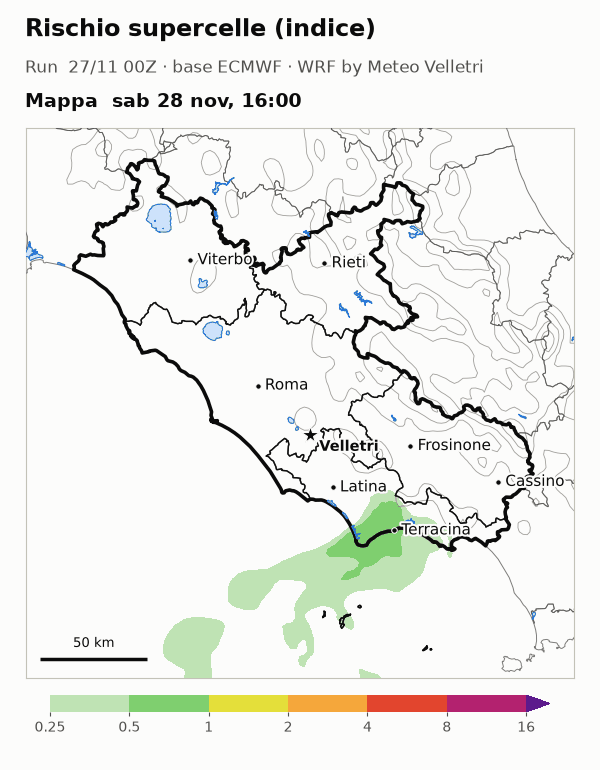 Rischio supercelle (indice)
Run  27/11 00Z · base ECMWF · WRF by Meteo Velletri
Mappa  sab 28 nov, 16:00
Viterbo
Rieti
Roma
Velletri
Frosinone
Latina
Cassino
Terracina
50 km
0.25 0.5 1 2 4 8 16